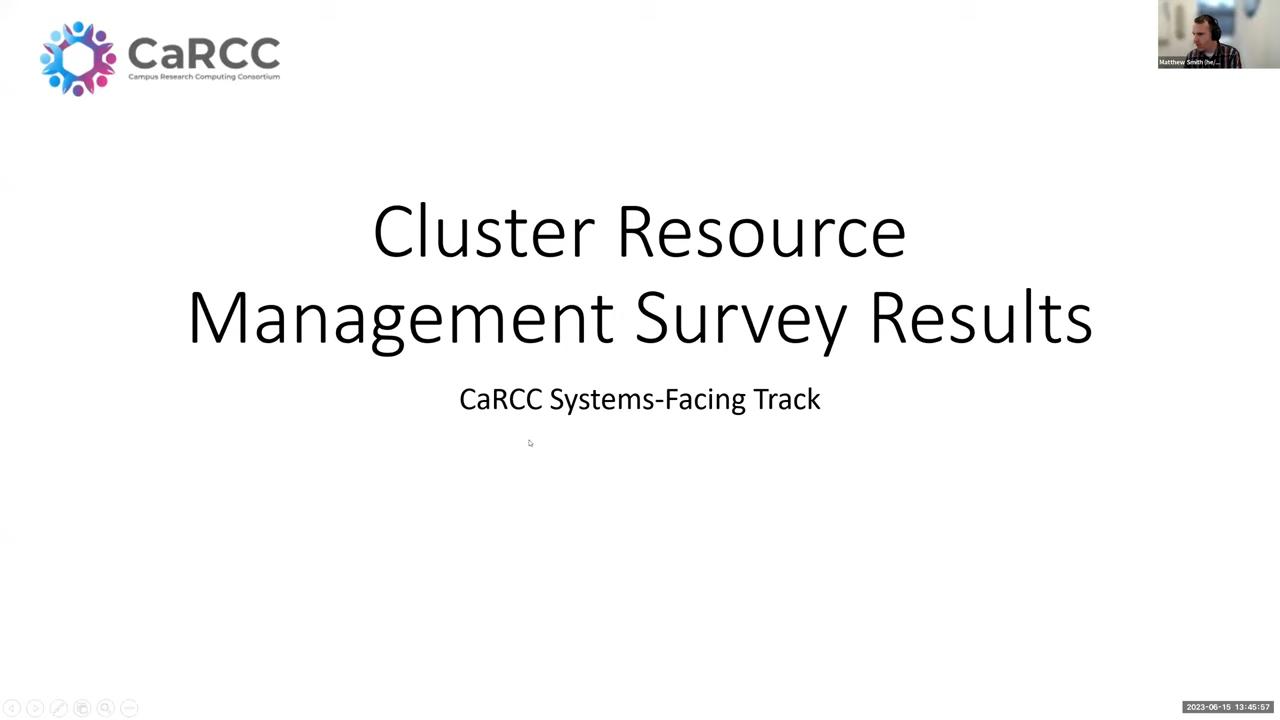 CaRCC
Campus Research Computing Consortium
Matthew Smith (he/...
Cluster Resource
Management Survey Results
CaRCC Systems-Facing Track
2023-06-15 13:45:57